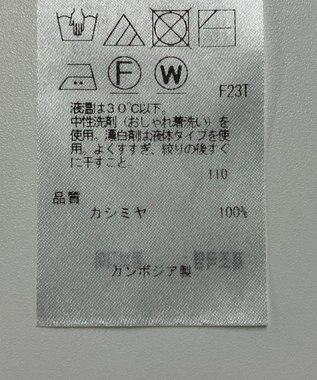 F W
F23T
液温は30℃以下。
中性洗剤（おしゃれ着洗い）を
使用、漂白剤は液体タイプを使
用。よくすすぎ、絞りの後すぐ
に干すこと。
110
品質
カシミヤ 100%
カンボジア製